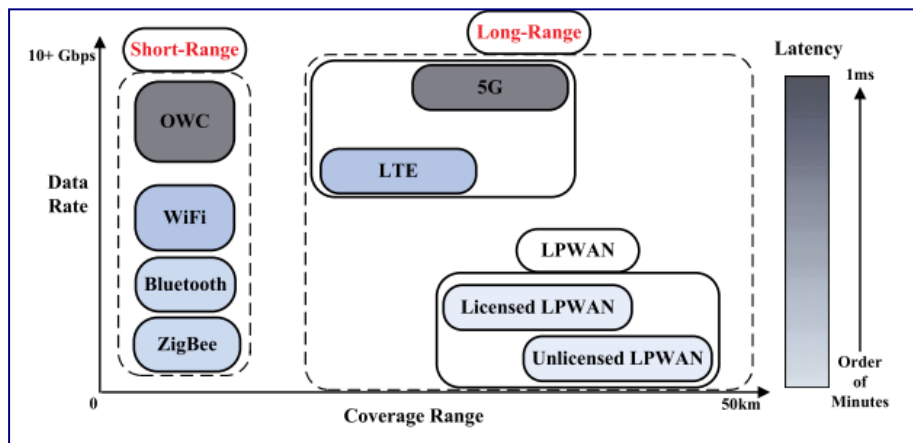 Short-Range
Long-Range
10+ Gbps
Latency
1ms
5G
OWC
LTE
Data
Rate
WiFi
LPWAN
Bluetooth
Licensed LPWAN
ZigBee
Unlicensed LPWAN
Order
of
Minutes
0
Coverage Range
50km